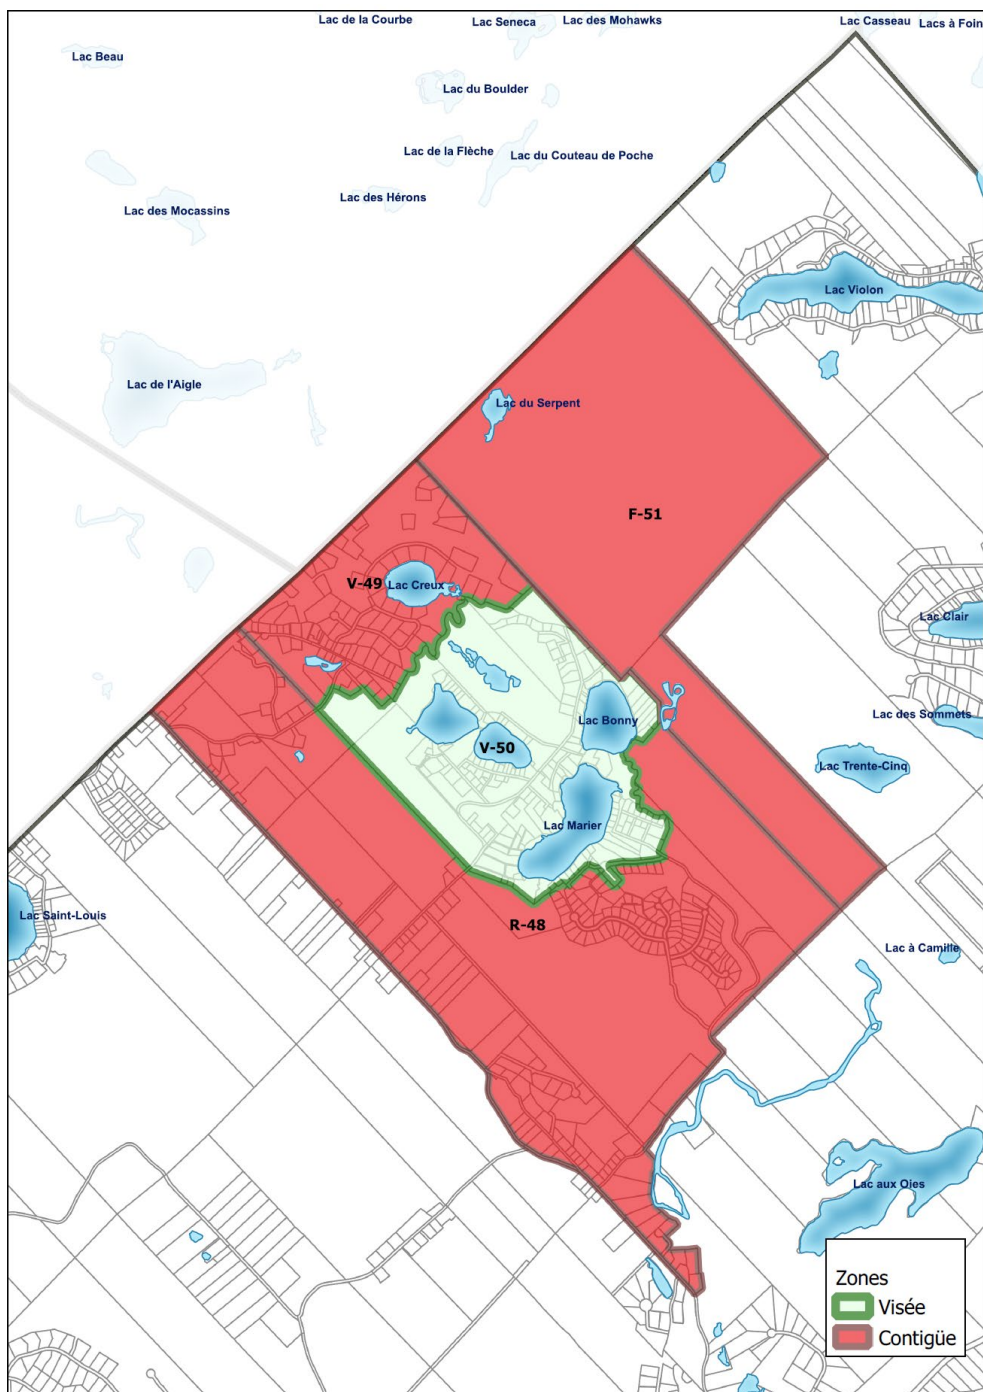 Lac de la Courbe
Lac Seneca
Lac des Mohawks
Lac Casseau
Lacs à Foin
Lac Beau
Lac du Boulder
Lac de la Flèche
Lac du Couteau de Poche
Lac des Hérons
Lac des Mocassins
Lac Violon
Lac de l'Aigle
Lac du Serpent
F-51
V-49
Lac Creux
Lac Clair
Lac Bonny
Lac des Sommets
V-50
Lac Trente-Cinq
Lac Marier
Lac Saint-Louis
R-48
Lac à Camille
Lac aux Oies
Zones
Visée
Contigüe